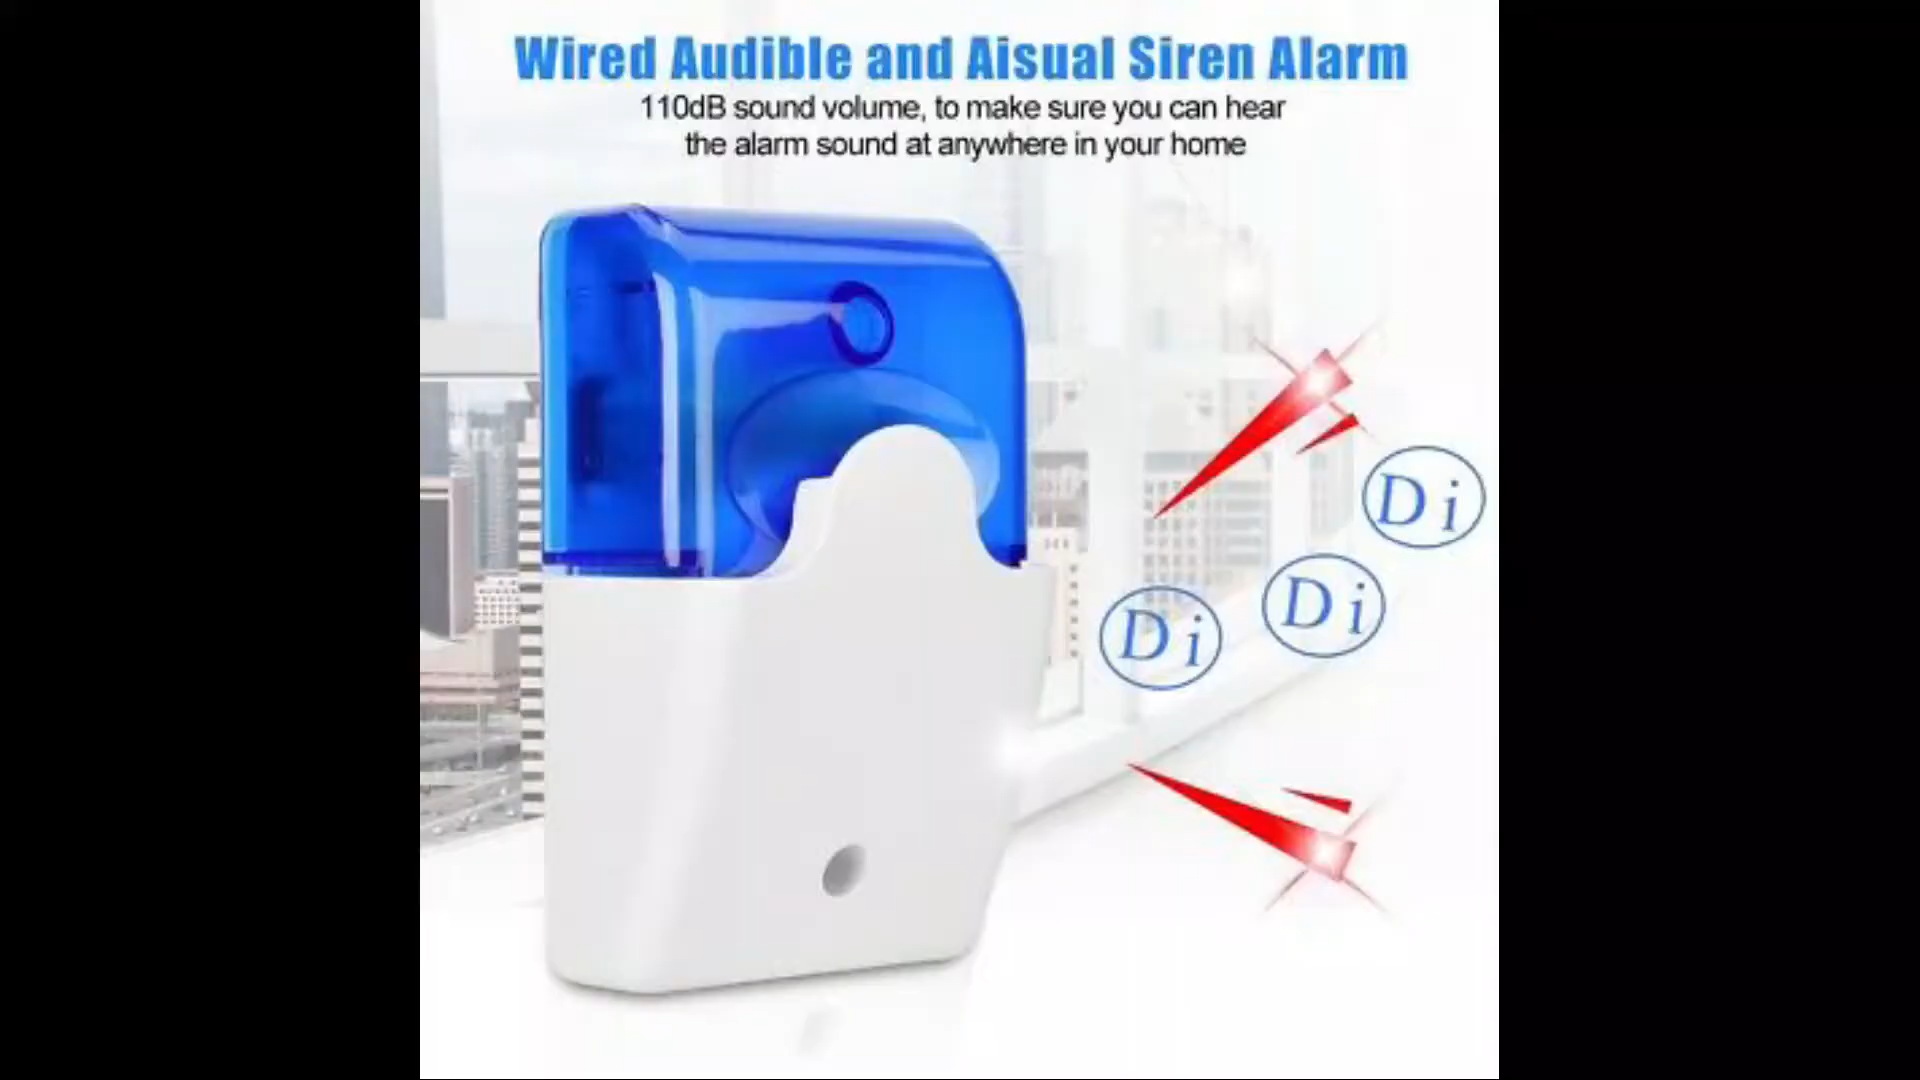 Wired Audible and Aisual Siren Alarm
110dB sound volume, to make sure you can hear
the alarm sound at anywhere in your home
Di
Di
Di